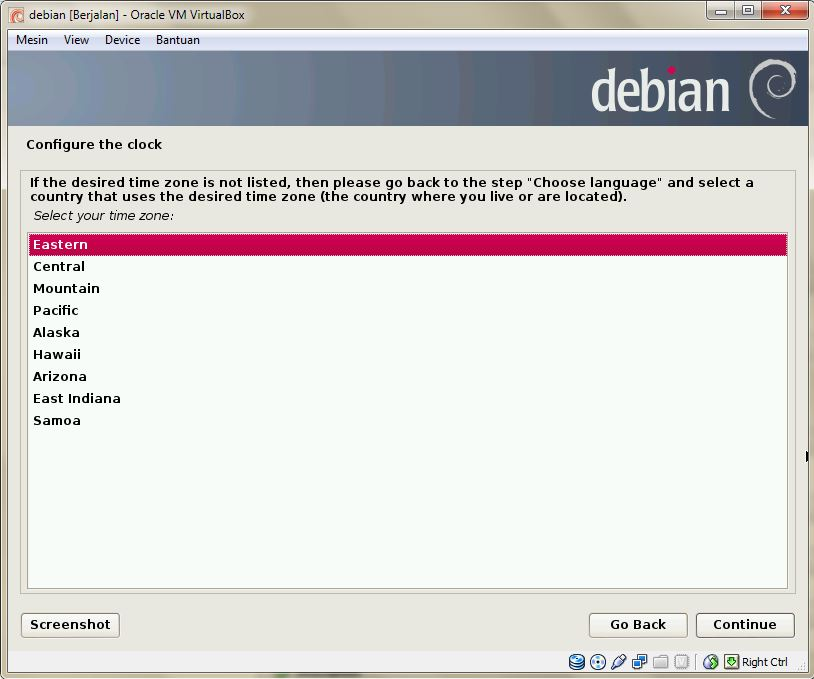 debian [Berjalan] - Oracle VM VirtualBox
Mesin View Device Bantuan
debian
Configure the clock
If the desired time zone is not listed, then please go back to the step "Choose language" and select a
country that uses the desired time zone (the country where you live or are located).
Select your time zone:
Eastern
Central
Mountain
Pacific
Alaska
Hawaii
Arizona
East Indiana
Samoa
Screenshot Go Back Continue
Right Ctrl